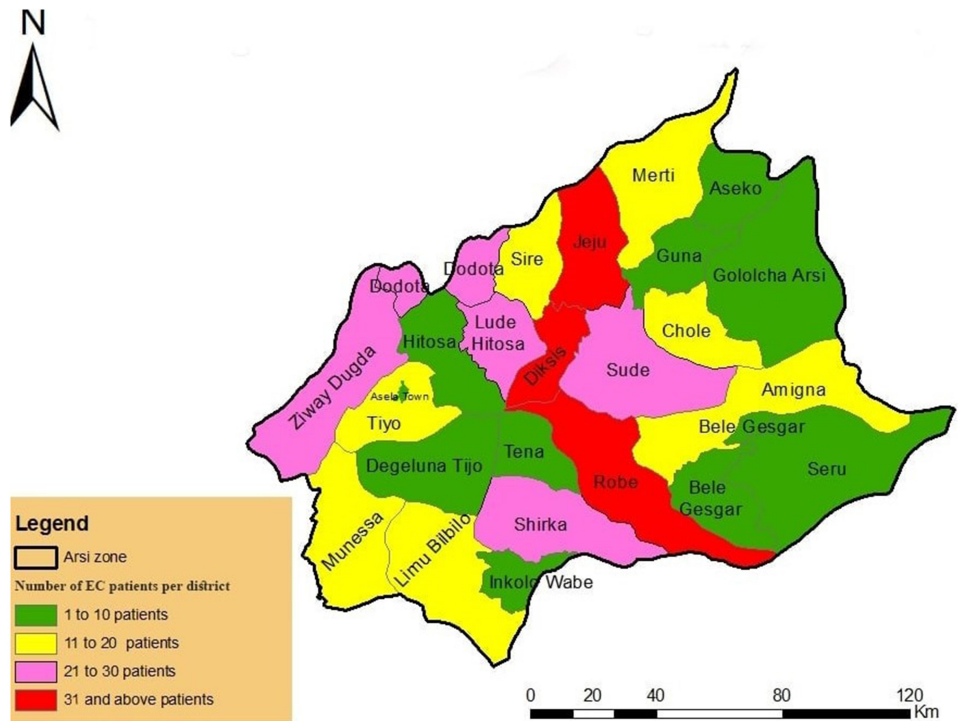 N
Merti
Aseko
Jeju
Guna
Sire
Dodota
Gololcha Arsi
Dodota
Lude
Hitosa
Hitosa
Chole
Diksis
Sude
Ziway Dugda
Asela Town
Amigna
Tiyo
Bele Gesgar
Degeluna Tijo
Tena
Seru
Robe
Bele
Gesgar
Munessa
Limu Bilbilo
Shirka
Inkolo Wabe
Legend
Arsi zone
Number of EC patients per district
1 to 10 patients
11 to 20 patients
21 to 30 patients
31 and above patients
0 20 40 80 120
Km